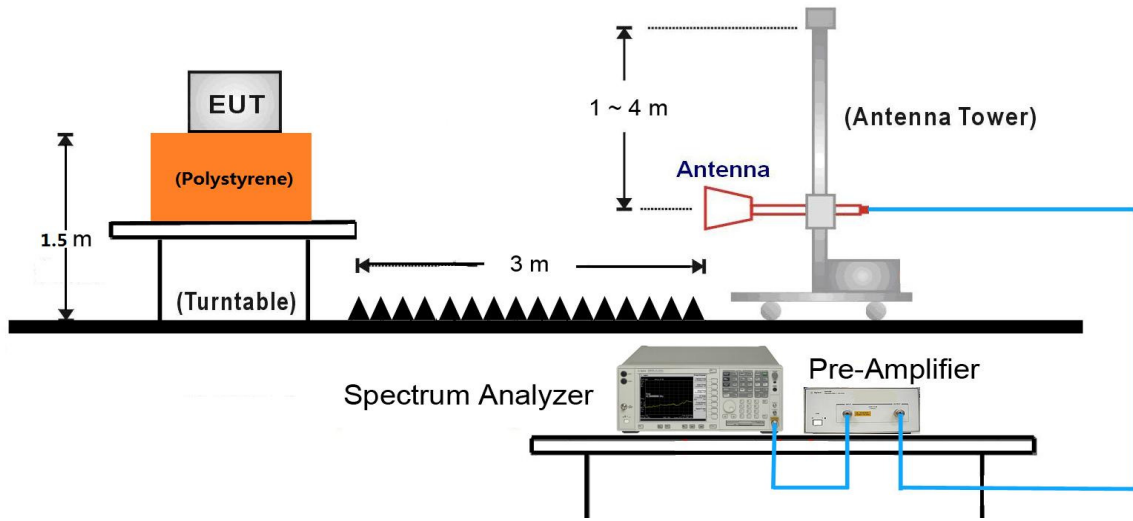 EUT
(Polystyrene)
1.5 m
(Turntable)
3 m
1 ~ 4 m
(Antenna Tower)
Antenna
Spectrum Analyzer
Pre-Amplifier